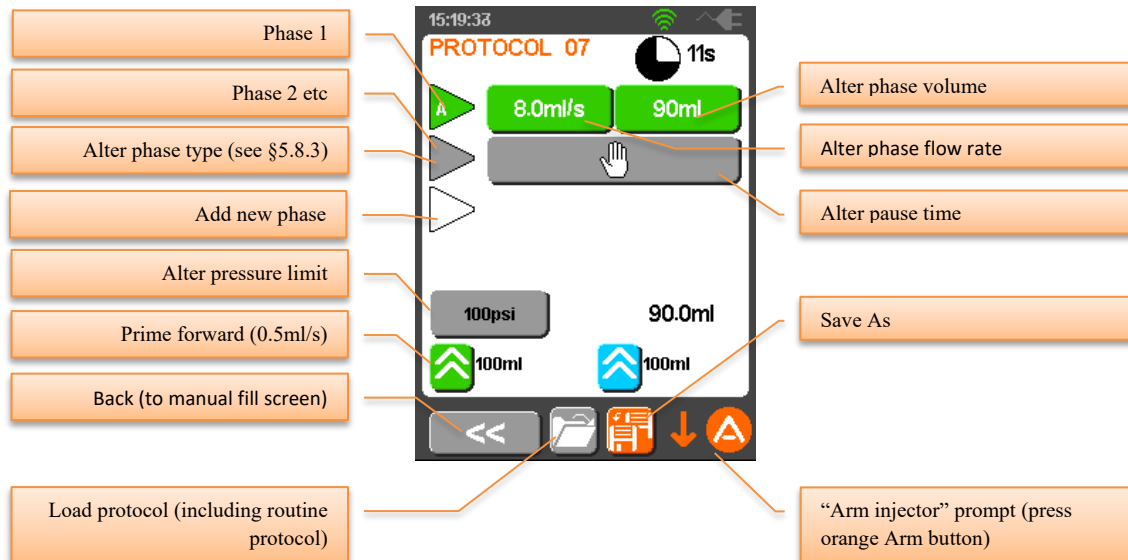 Phase 1
Phase 2 etc
Alter phase type (see §5.8.3)
Add new phase
Alter pressure limit
Prime forward (0.5ml/s)
Back (to manual fill screen)
Load protocol (including routine
protocol)
15:19:33
PROTOCOL 07
11s
A
8.0ml/s
90ml
100psi
90.0ml
100ml
100ml
<<
Alter phase volume
Alter phase flow rate
Alter pause time
Save As
“Arm injector” prompt (press
orange Arm button)